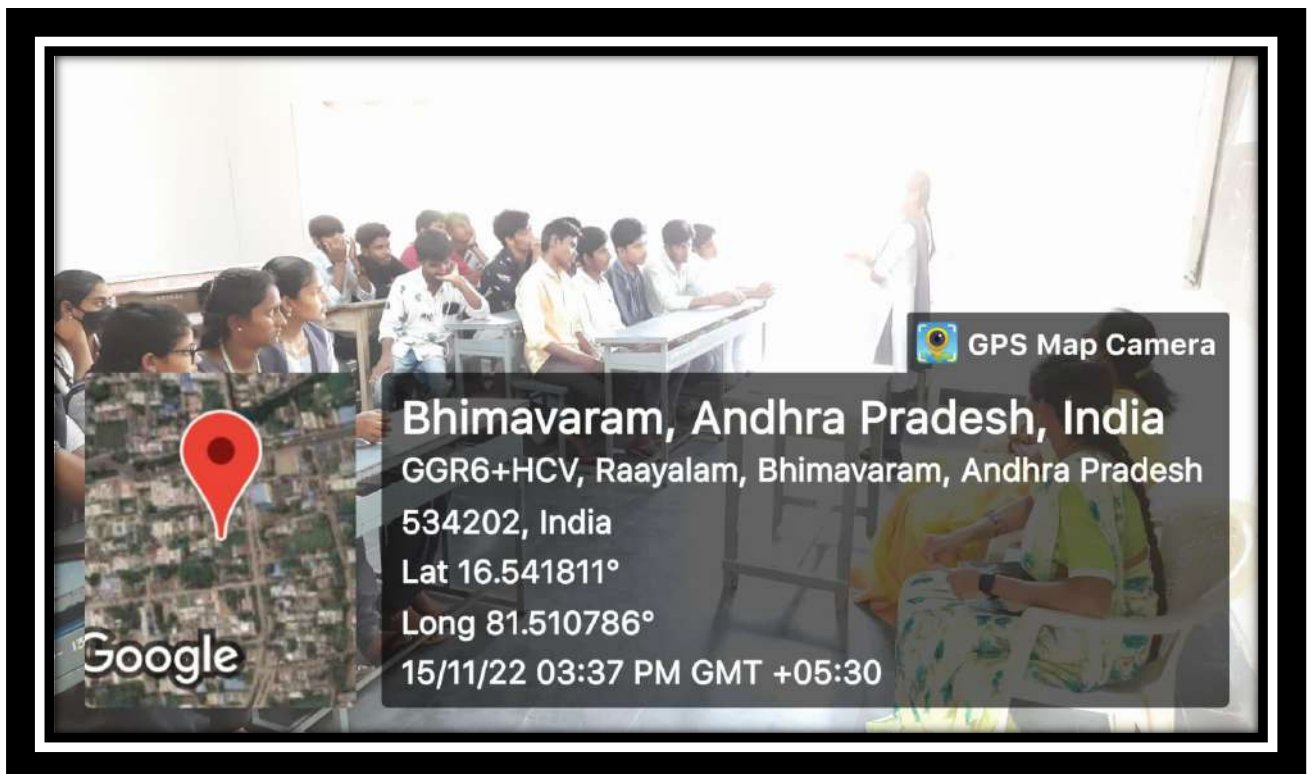 GPS Map Camera
Bhimavaram, Andhra Pradesh, India
GGR6+HCV, Raayalam, Bhimavaram, Andhra Pradesh
534202, India
Lat 16.541811°
Long 81.510786°
15/11/22 03:37 PM GMT +05:30
Google